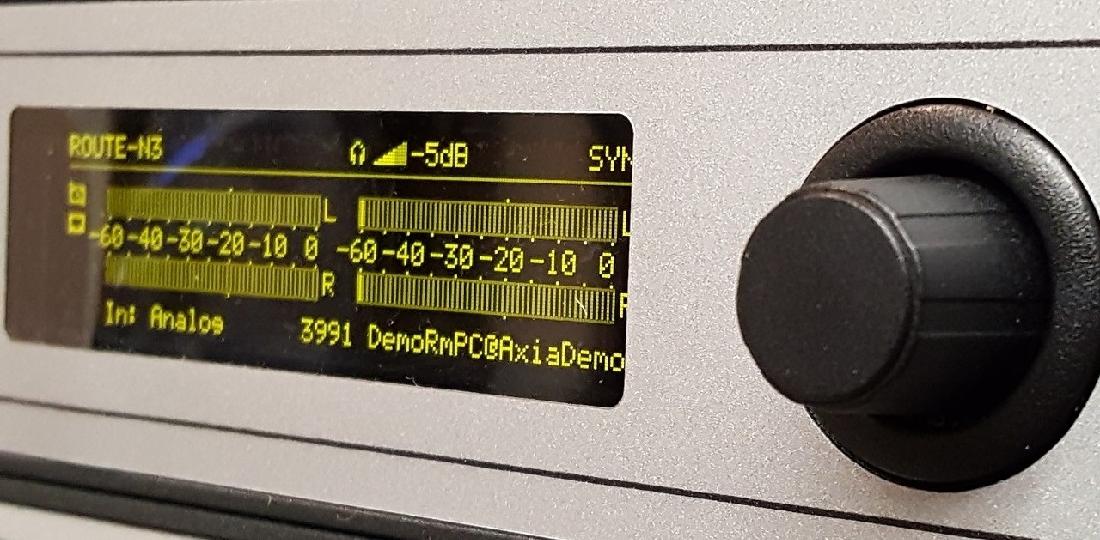 ROUTE-N3 -5dB SYN
L L
-60-40-30-20-10 0 -60-40-30-20-10 0
R R
In: Analog 3991 DemoRmPC@AxiaDemo